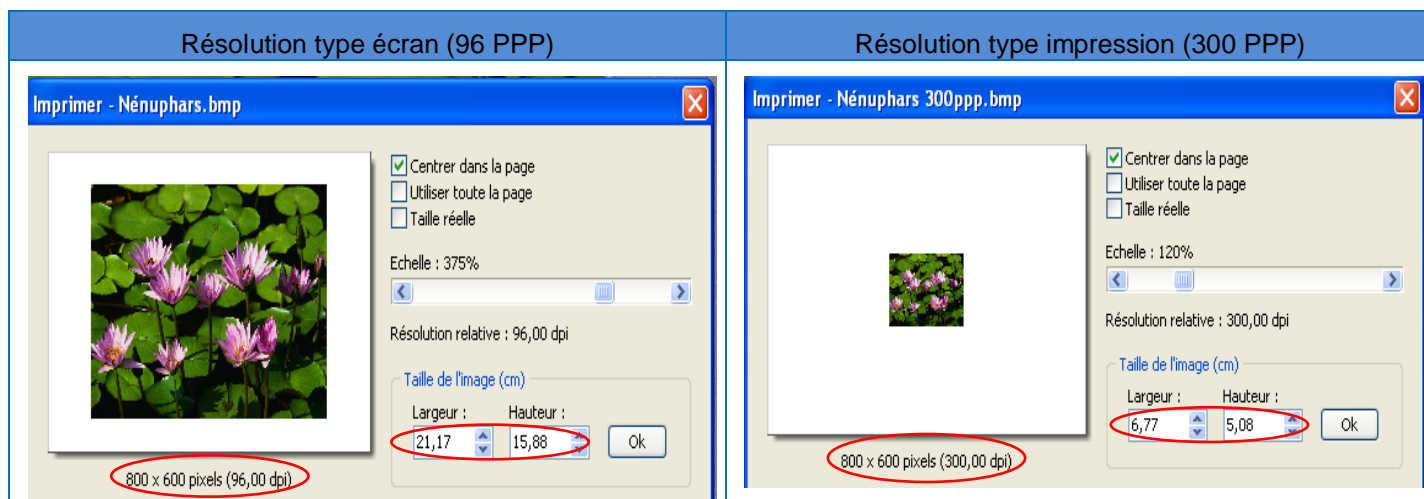 Résolution type écran (96 PPP)
Résolution type impression (300 PPP)
Imprimer - Nénuphars.bmp
Centrer dans la page
Utiliser toute la page
Taille réelle
Echelle : 375%
Résolution relative : 96,00 dpi
Taille de l'image (cm)
Largeur : Hauteur :
21,17 15,88 Ok
800 x 600 pixels (96,00 dpi)
Imprimer - Nénuphars 300ppp.bmp
Centrer dans la page
Utiliser toute la page
Taille réelle
Echelle : 120%
Résolution relative : 300,00 dpi
Taille de l'image (cm)
Largeur : Hauteur :
6,77 5,08 Ok
800 x 600 pixels (300,00 dpi)